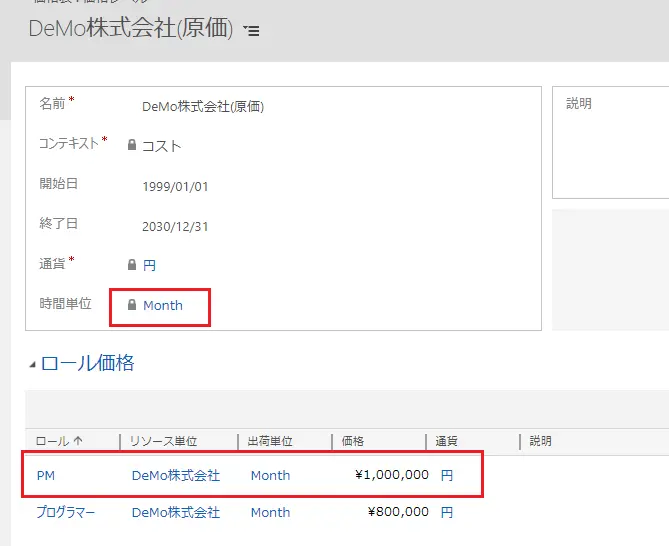 DeMo株式会社(原価)
名前*
DeMo株式会社(原価)
説明
コンテキスト*
コスト
開始日
1999/01/01
終了日
2030/12/31
通貨*
円
時間単位
Month
ロール価格
ロール↑ リソース単位 出荷単位 価格 通貨 説明
PM DeMo株式会社 Month ¥1,000,000 円
プログラマー DeMo株式会社 Month ¥800,000 円